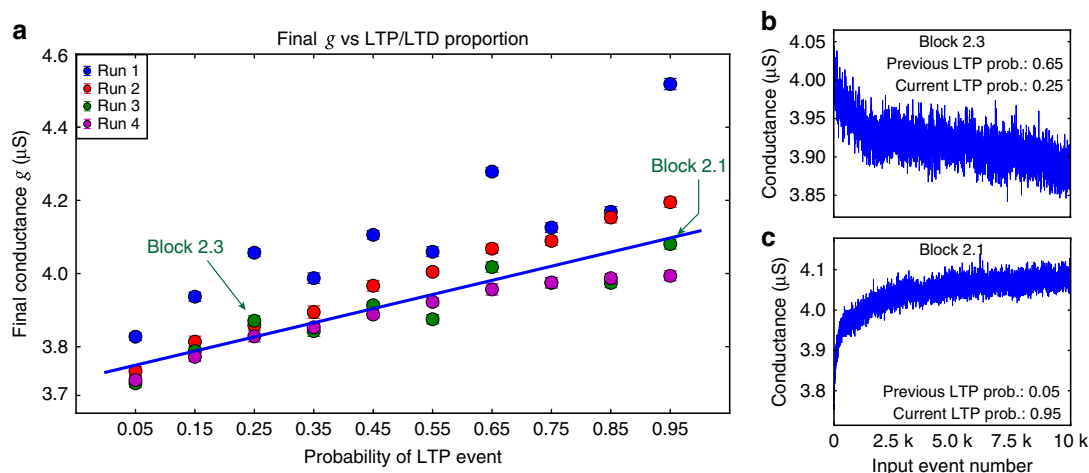 a
Final g vs LTP/LTD proportion
4.6
4.4
4.2
4.0
3.8
3.7
Final conductance g (µS)
Run 1
Run 2
Run 3
Run 4
Block 2.3
Block 2.1
0.05 0.15 0.25 0.35 0.45 0.55 0.65 0.75 0.85 0.95
Probability of LTP event
b
4.05
4.00
3.95
3.90
3.85
Conductance (µS)
Block 2.3
Previous LTP prob.: 0.65
Current LTP prob.: 0.25
c
4.1
4.0
3.9
3.8
Conductance (µS)
Block 2.1
Previous LTP prob.: 0.05
Current LTP prob.: 0.95
0 2.5 k 5 k 7.5 k 10 k
Input event number